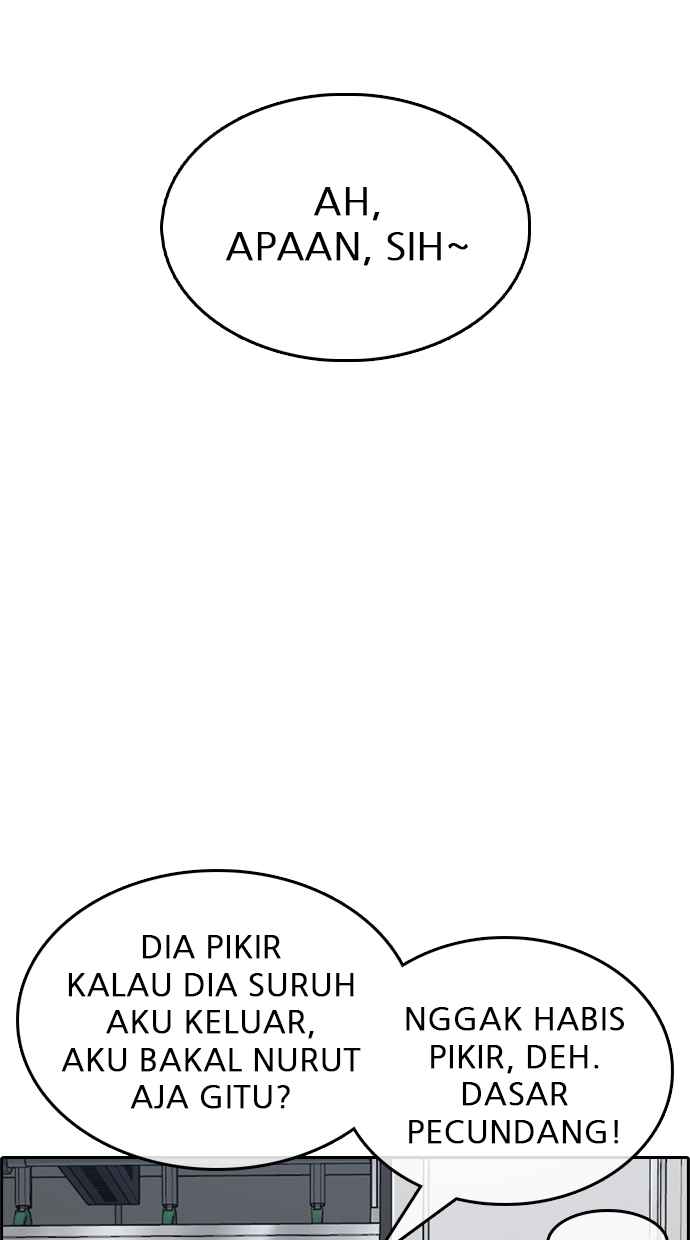 AH,
APAAN, SIH~
DIA PIKIR
KALAU DIA SURUH
AKU KELUAR,
AKU BAKAL NURUT
AJA GITU?
NGGAK HABIS
PIKIR, DEH.
DASAR
PECUNDANG!